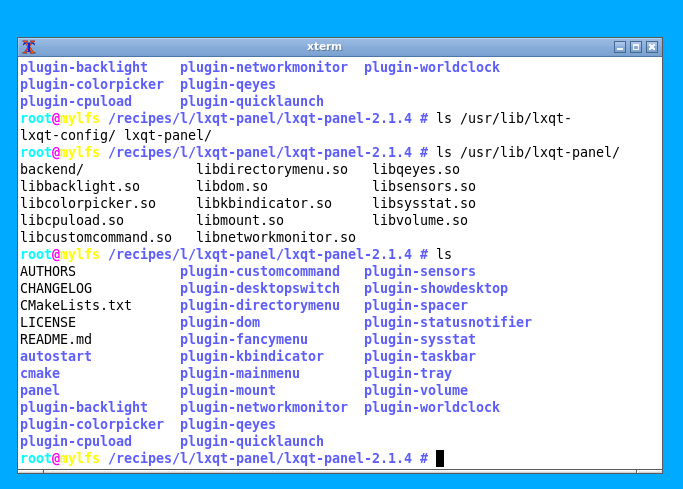 xterm
plugin-backlight    plugin-networkmonitor  plugin-worldclock
plugin-colorpicker  plugin-qeyes
plugin-cpuload      plugin-quicklaunch
root@mylfs /recipes/l/lxqt-panel/lxqt-panel-2.1.4 # ls /usr/lib/lxqt-
lxqt-config/ lxqt-panel/
root@mylfs /recipes/l/lxqt-panel/lxqt-panel-2.1.4 # ls /usr/lib/lxqt-panel/
backend/              libdirectorymenu.so   libqeyes.so
libbacklight.so       libdom.so             libsensors.so
libcolorpicker.so     libkbindicator.so     libsysstat.so
libcpuload.so         libmount.so           libvolume.so
libcustomcommand.so   libnetworkmonitor.so
root@mylfs /recipes/l/lxqt-panel/lxqt-panel-2.1.4 # ls
AUTHORS             plugin-customcommand   plugin-sensors
CHANGELOG           plugin-desktopswitch   plugin-showdesktop
CMakeLists.txt      plugin-directorymenu   plugin-spacer
LICENSE             plugin-dom             plugin-statusnotifier
README.md           plugin-fancymenu       plugin-sysstat
autostart           plugin-kbindicator     plugin-taskbar
cmake               plugin-mainmenu        plugin-tray
panel               plugin-mount           plugin-volume
plugin-backlight    plugin-networkmonitor  plugin-worldclock
plugin-colorpicker  plugin-qeyes
plugin-cpuload      plugin-quicklaunch
root@mylfs /recipes/l/lxqt-panel/lxqt-panel-2.1.4 #